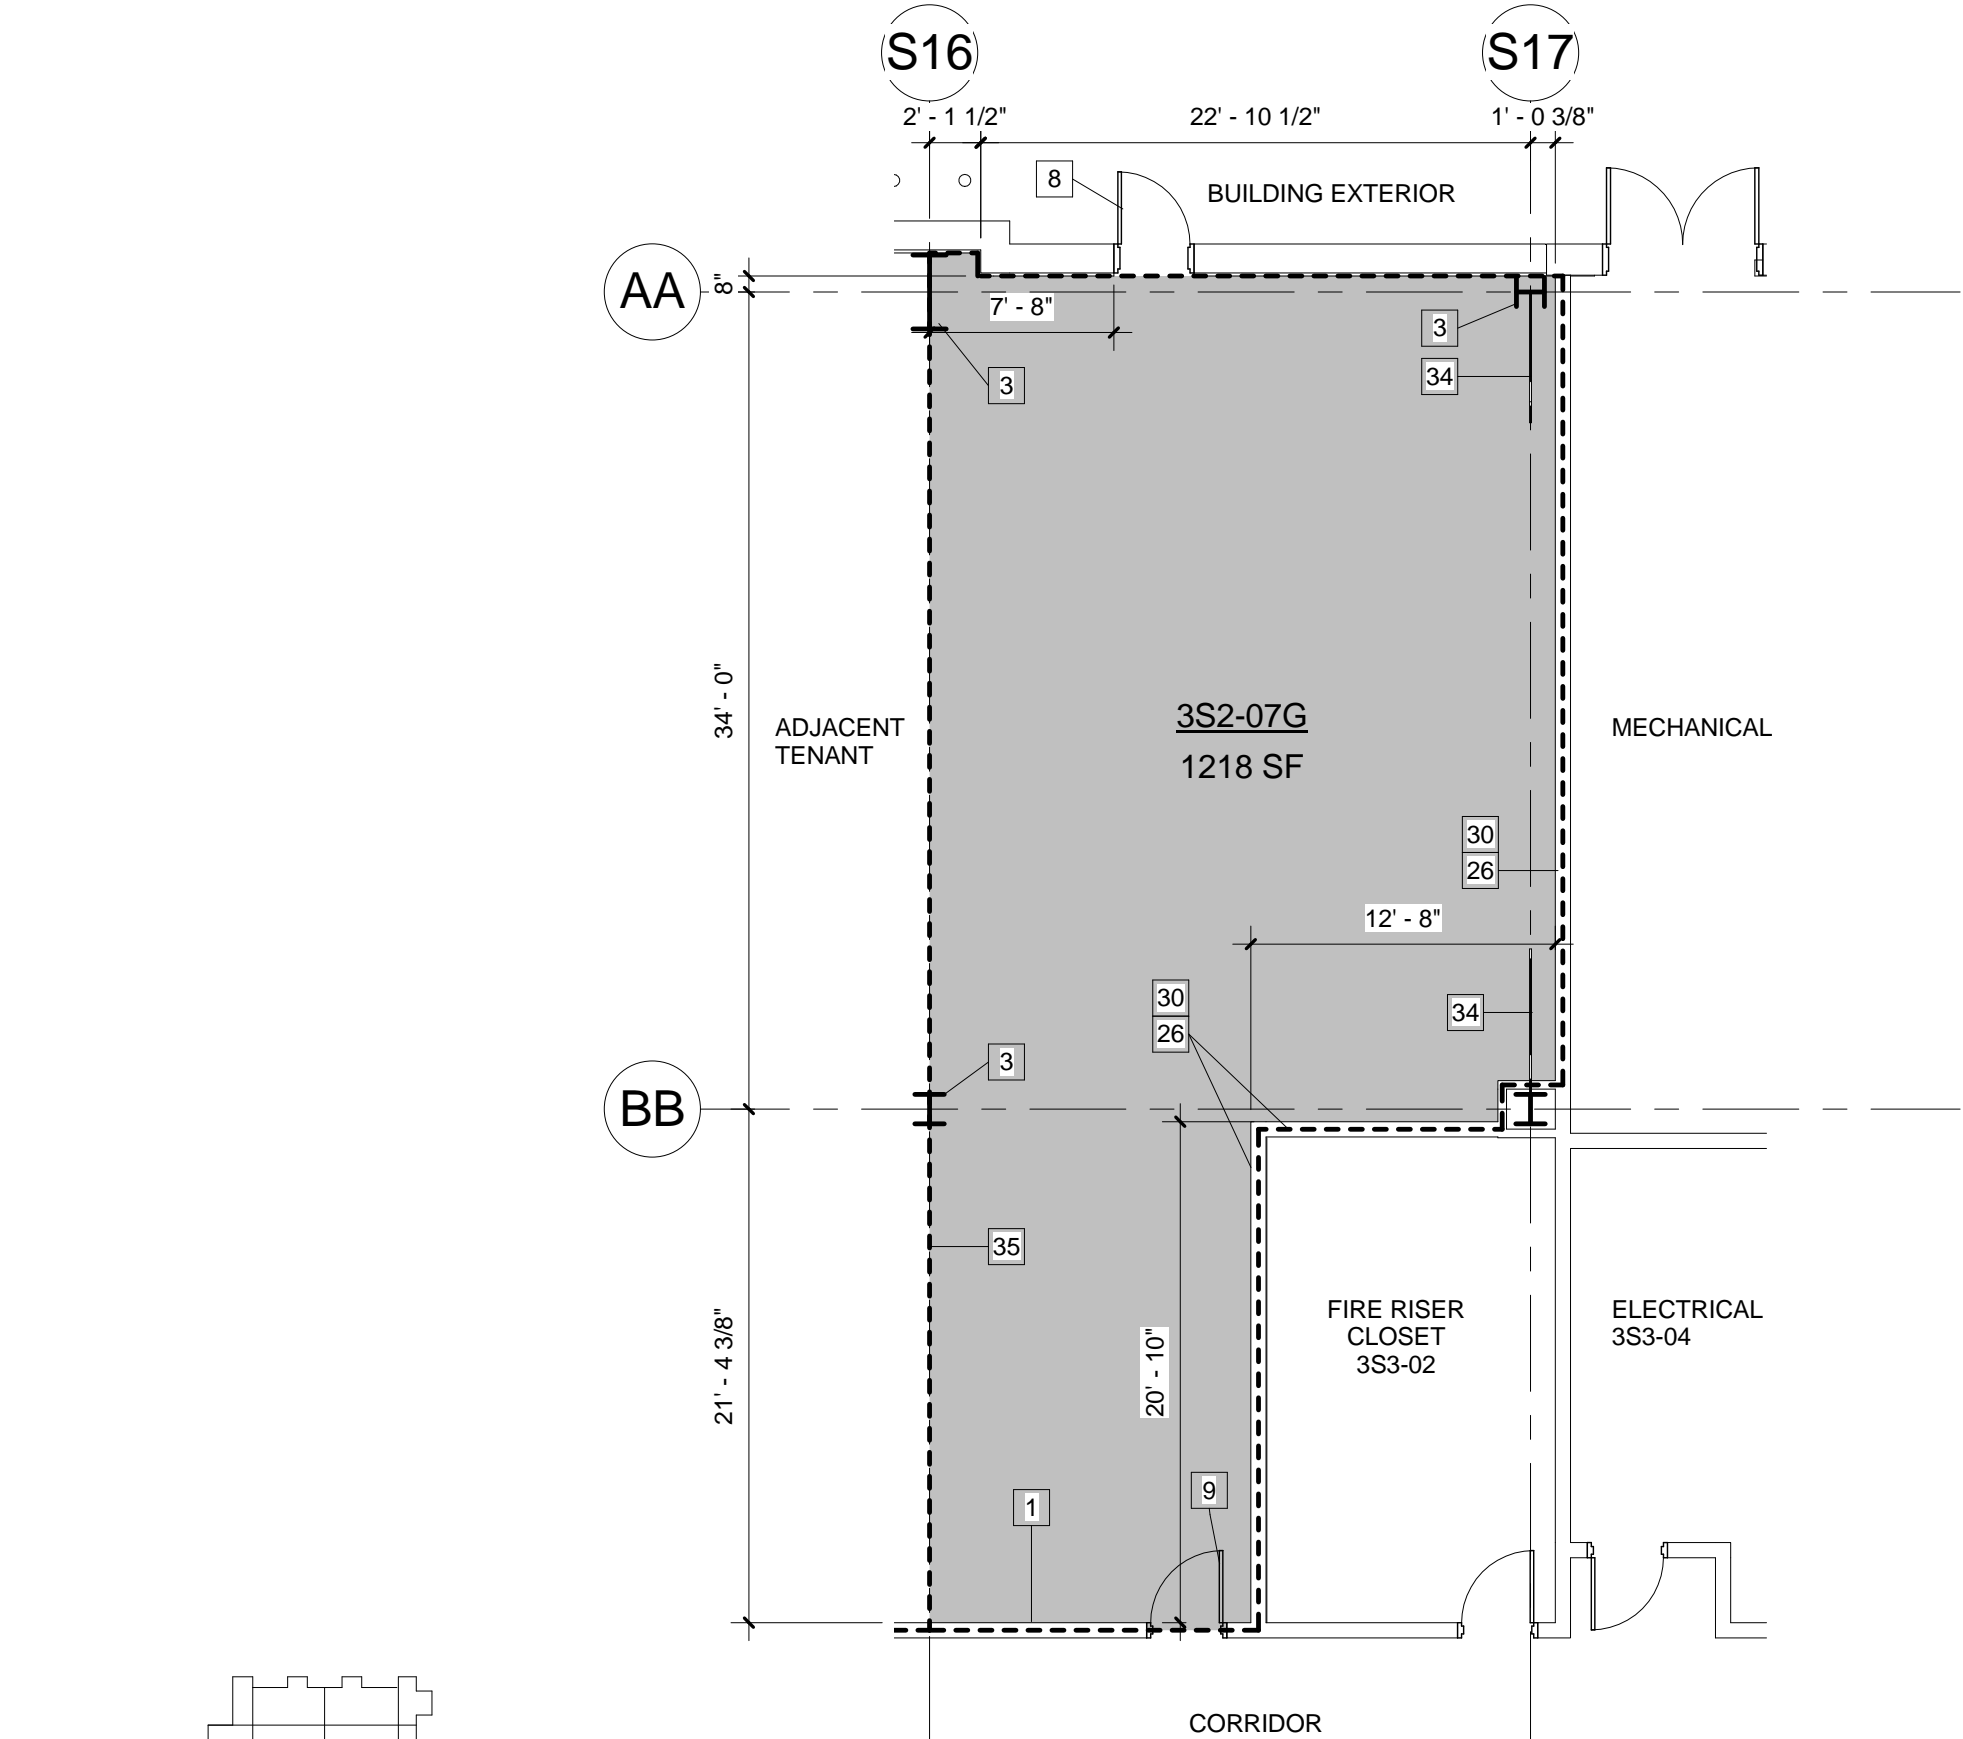 S16
S17
2' - 1 1/2"
22' - 10 1/2"
1' - 0 3/8"
8
BUILDING EXTERIOR
AA
8"
7' - 8"
3
3
34
34' - 0"
ADJACENT
TENANT
3S2-07G
1218 SF
MECHANICAL
30
26
12' - 8"
30
26
34
3
BB
35
21' - 4 3/8"
20' - 10"
FIRE RISER
CLOSET
3S3-02
ELECTRICAL
3S3-04
9
1
CORRIDOR